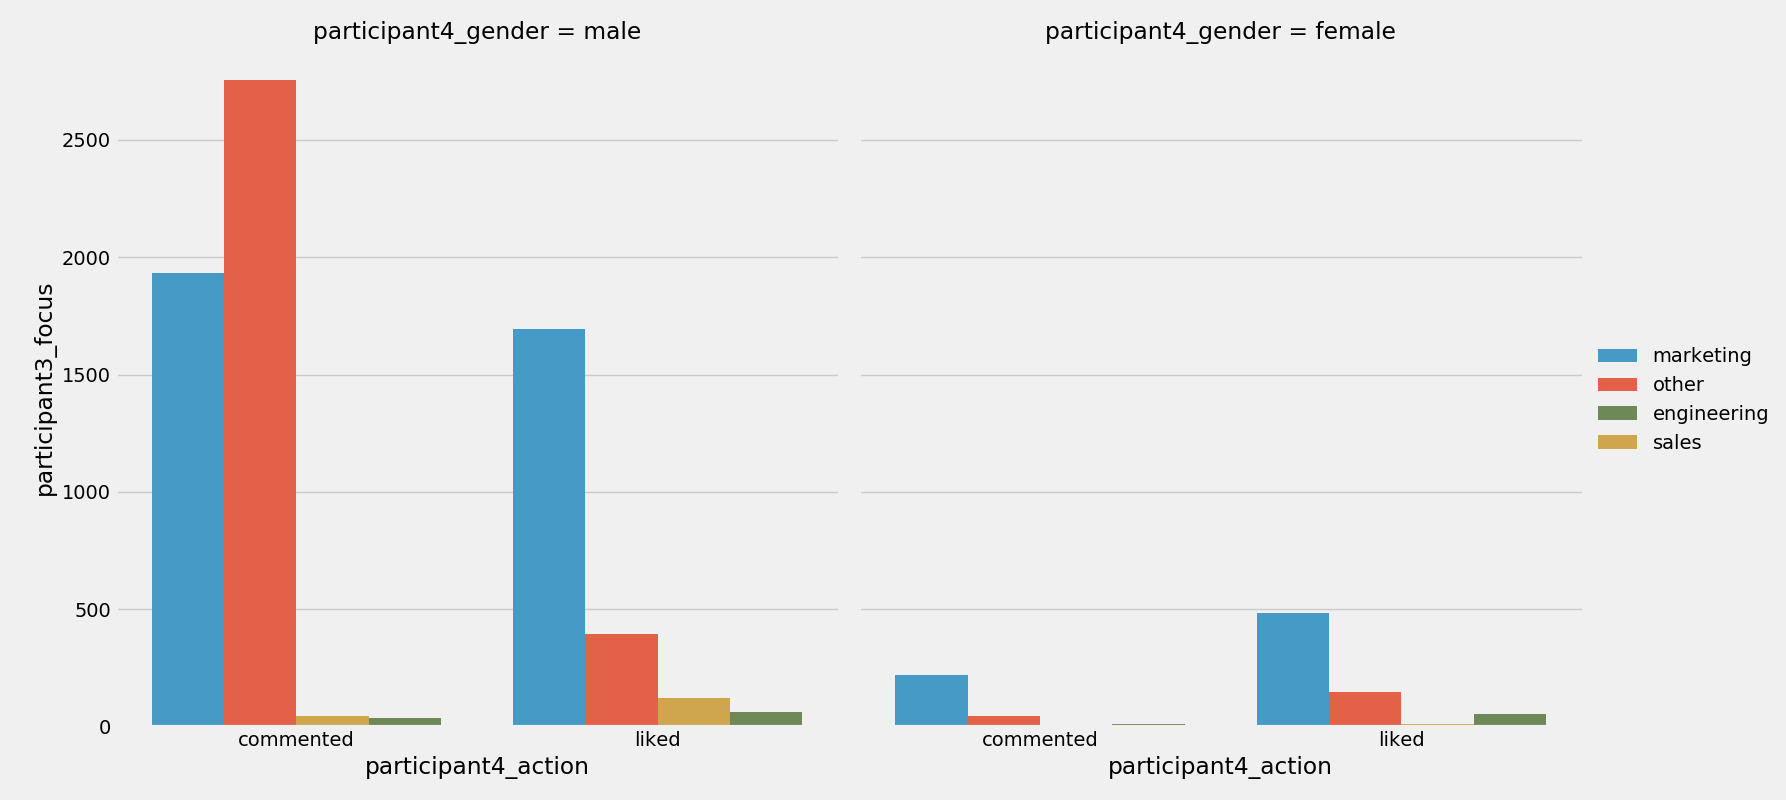 participant4_gender = male
participant4_gender = female
participant3_focus
2500
2000
1500
1000
500
0
commented
liked
commented
liked
participant4_action
participant4_action
marketing
other
engineering
sales